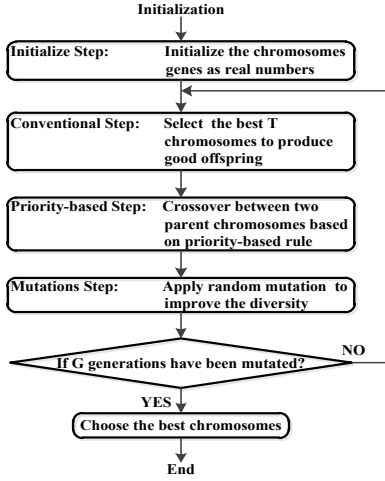 Initialization
Initialize Step: Initialize the chromosomes
genes as real numbers
Conventional Step: Select the best T
chromosomes to produce
good offspring
Priority-based Step: Crossover between two
parent chromosomes based
on priority-based rule
Mutations Step: Apply random mutation to
improve the diversity
If G generations have been mutated?
NO
YES
Choose the best chromosomes
End